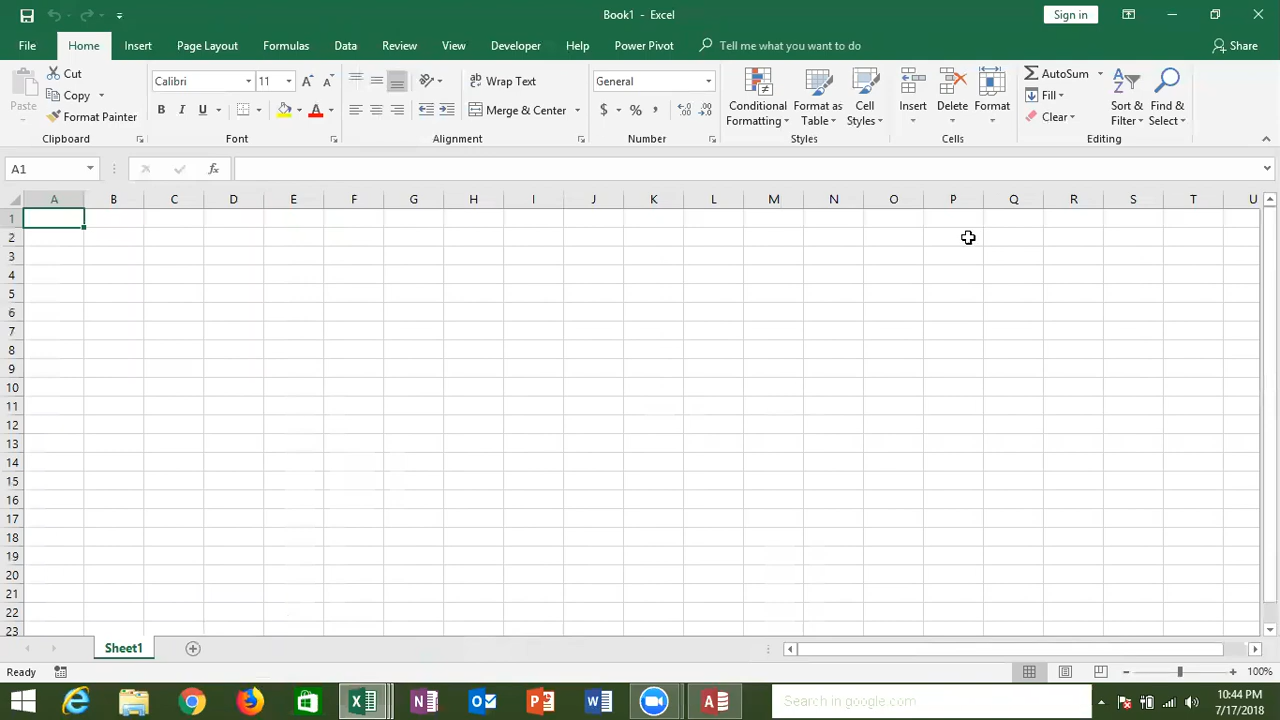 Book1 - Excel
Sign in
File Home Insert Page Layout Formulas Data Review View Developer Help Power Pivot Tell me what you want to do Share
Paste
Cut
Copy
Format Painter
Clipboard
Calibri 11
B I U A
Font
ab Wrap Text
Merge & Center
Alignment
General
$ % ,
Number
Conditional Formatting
Format as Table
Cell Styles
Styles
Insert
Delete
Format
Cells
AutoSum
Fill
Clear
Sort & Filter
Find & Select
Editing
A1
fx
A B C D E F G H I J K L M N O P Q R S T U
1
2
3
4
5
6
7
8
9
10
11
12
13
14
15
16
17
18
19
20
21
22
23
Sheet1
Ready
100%
Search in google.com
10:44 PM
7/17/2018